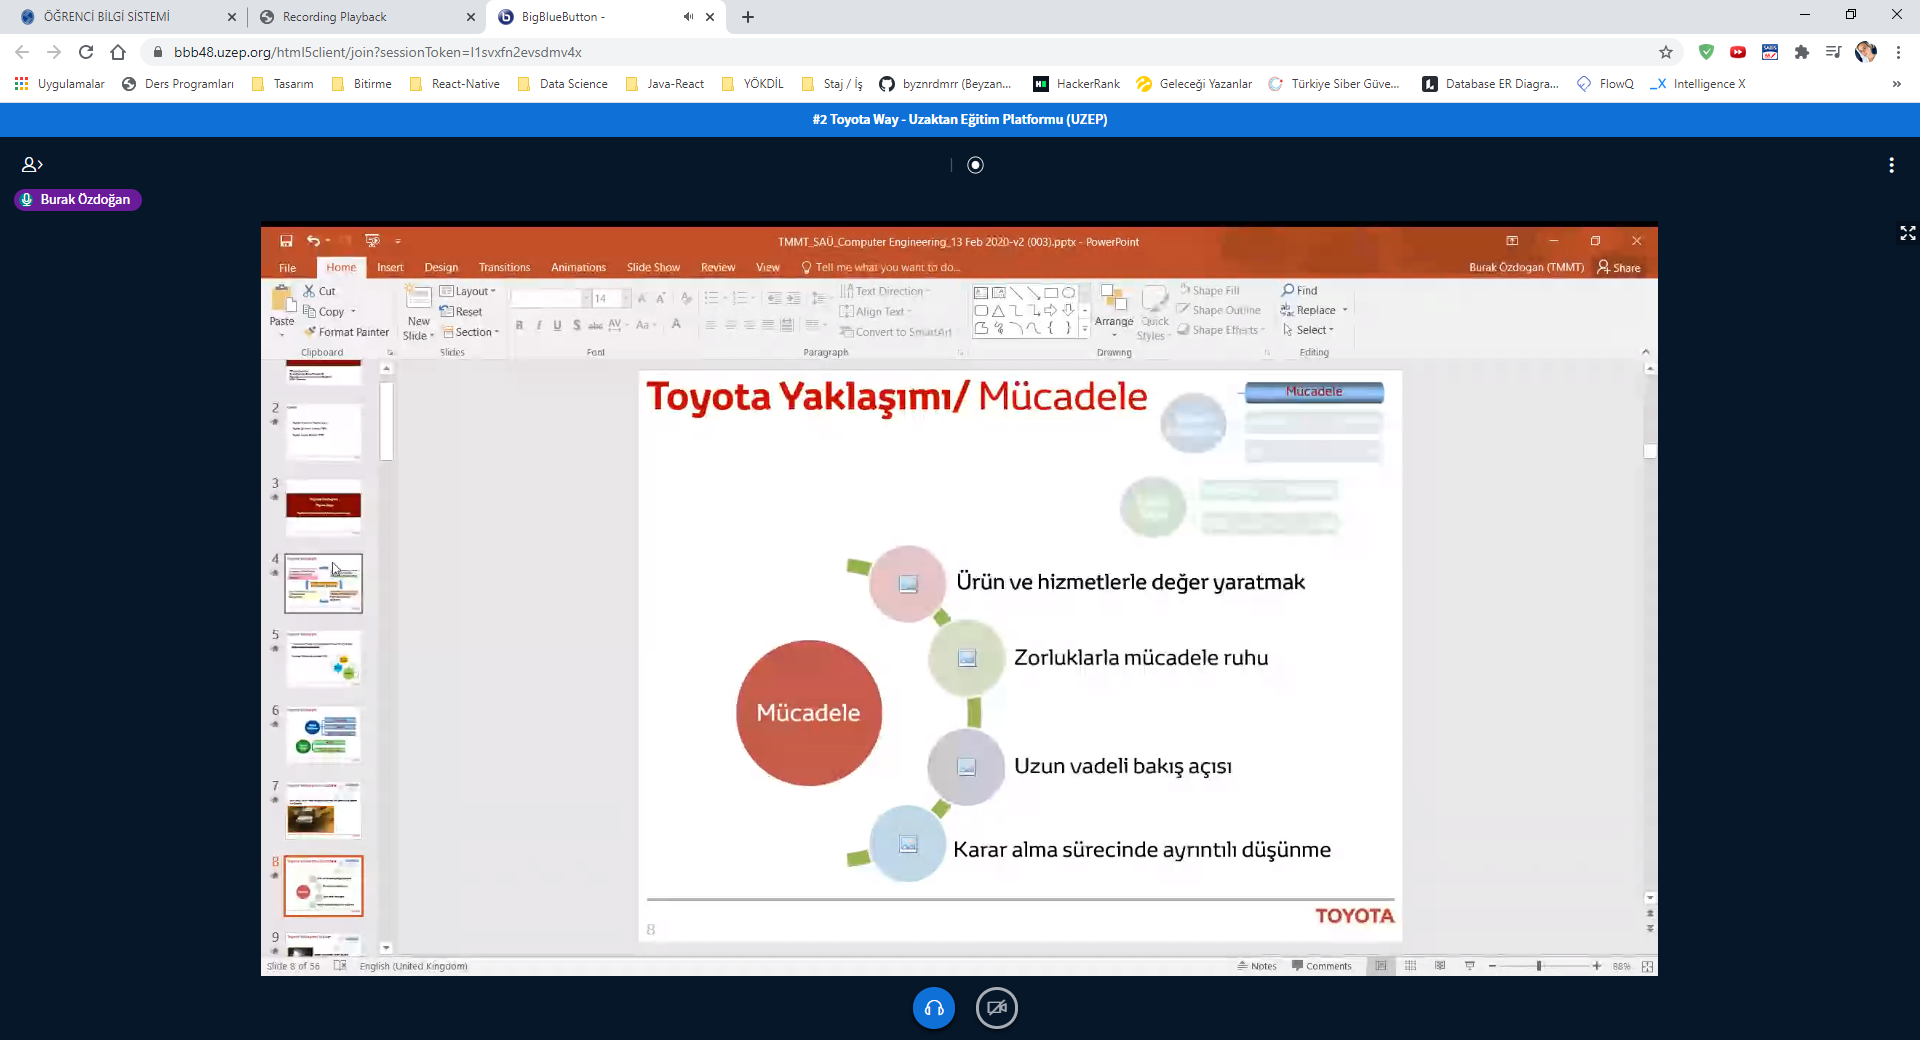 ÖĞRENCİ BİLGİ SİSTEMİ
Recording Playback
BigBlueButton -
bbb48.uzep.org/html5client/join?sessionToken=l1svxfn2evsdmv4x
Uygulamalar
Ders Programları
Tasarım
Bitirme
React-Native
Data Science
Java-React
YÖKDİL
Staj / İş
byznrdmrr (Beyzan...
HackerRank
Geleceği Yazanlar
Türkiye Siber Güve...
Database ER Diagra...
FlowQ
Intelligence X
#2 Toyota Way - Uzaktan Eğitim Platformu (UZEP)
Burak Özdoğan
TMMT_SAÜ_Computer Engineering_13 Feb 2020-v2 (003).pptx - PowerPoint
File Home Insert Design Transitions Animations Slide Show Review View Tell me what you want to do...
Burak Özdogan (TMMT) Share
Paste
Cut
Copy
Format Painter
Clipboard
New Slide
Layout
Reset
Section
Slides
14
B I U S abc AV Aa A
Font
Text Direction
Align Text
Convert to SmartArt
Paragraph
Arrange
Quick Styles
Shape Fill
Shape Outline
Shape Effects
Drawing
Find
Replace
Select
Editing
2
3
4
5
6
7
8
9
Toyota Yaklaşımı/ Mücadele
Mücadele
Ürün ve hizmetlerle değer yaratmak
Zorluklarla mücadele ruhu
Mücadele
Uzun vadeli bakış açısı
Karar alma sürecinde ayrıntılı düşünme
TOYOTA
8
Slide 8 of 56
English (United Kingdom)
Notes
Comments
88%